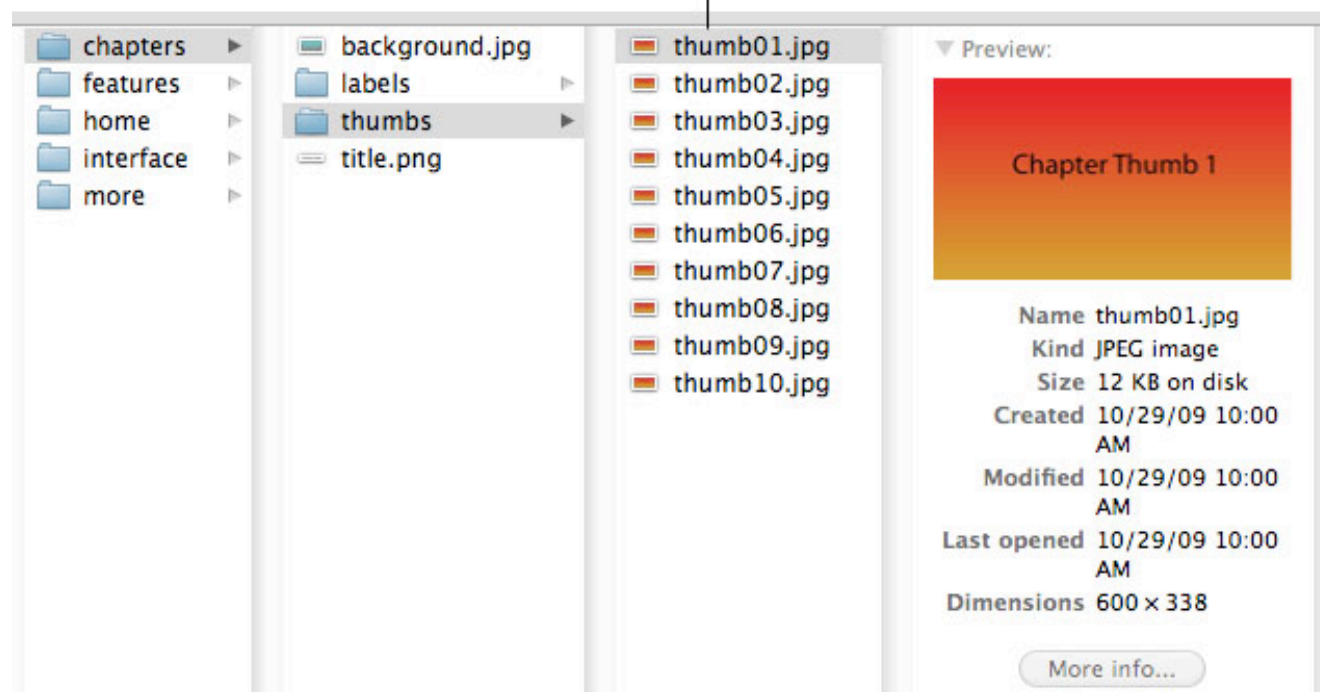 chapters
features
home
interface
more
background.jpg
labels
thumbs
title.png
thumb01.jpg
thumb02.jpg
thumb03.jpg
thumb04.jpg
thumb05.jpg
thumb06.jpg
thumb07.jpg
thumb08.jpg
thumb09.jpg
thumb10.jpg
Preview:
Chapter Thumb 1
Name thumb01.jpg
Kind JPEG image
Size 12 KB on disk
Created 10/29/09 10:00
AM
Modified 10/29/09 10:00
AM
Last opened 10/29/09 10:00
AM
Dimensions 600 × 338
More info...